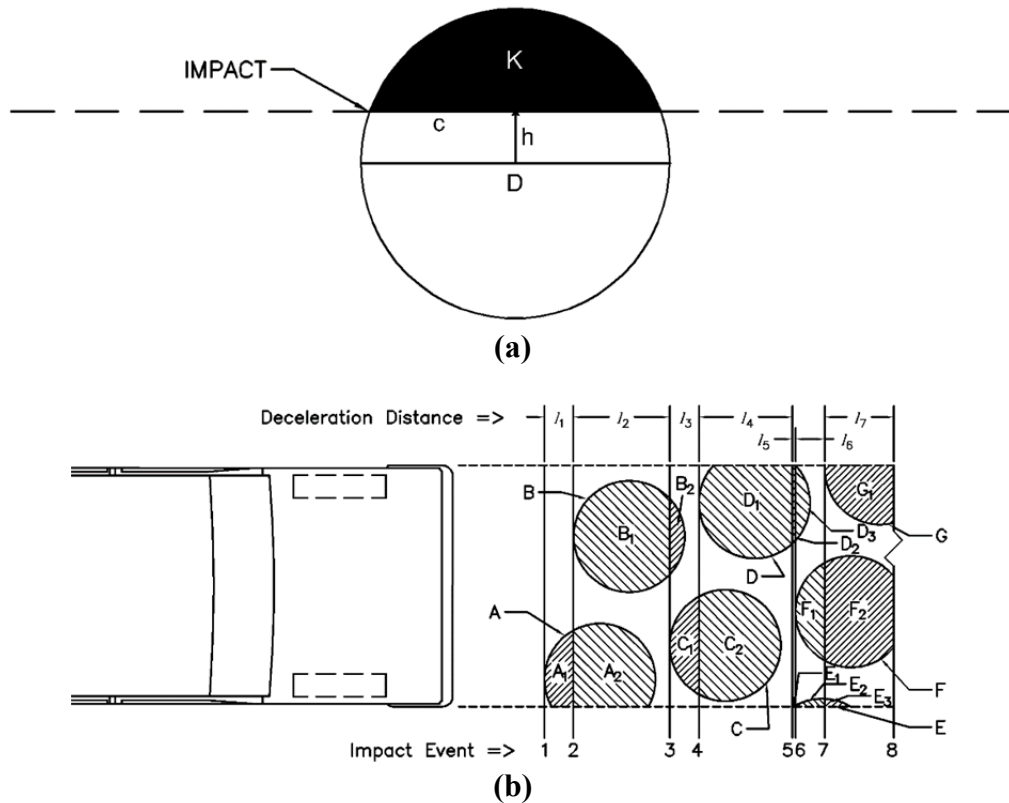 K
IMPACT
c
h
D
(a)
Deceleration Distance => l₁ l₂ l₃ l₄ l₇
l₅ l₆
B B₂
B₁ D₁ G₁
D₃ G
D₂
D
A F₁ F₂
A₁ A₂ C₁ C₂
E₁ E₂ F
E₃
C E
Impact Event => 1 2 3 4 5 6 7 8
(b)